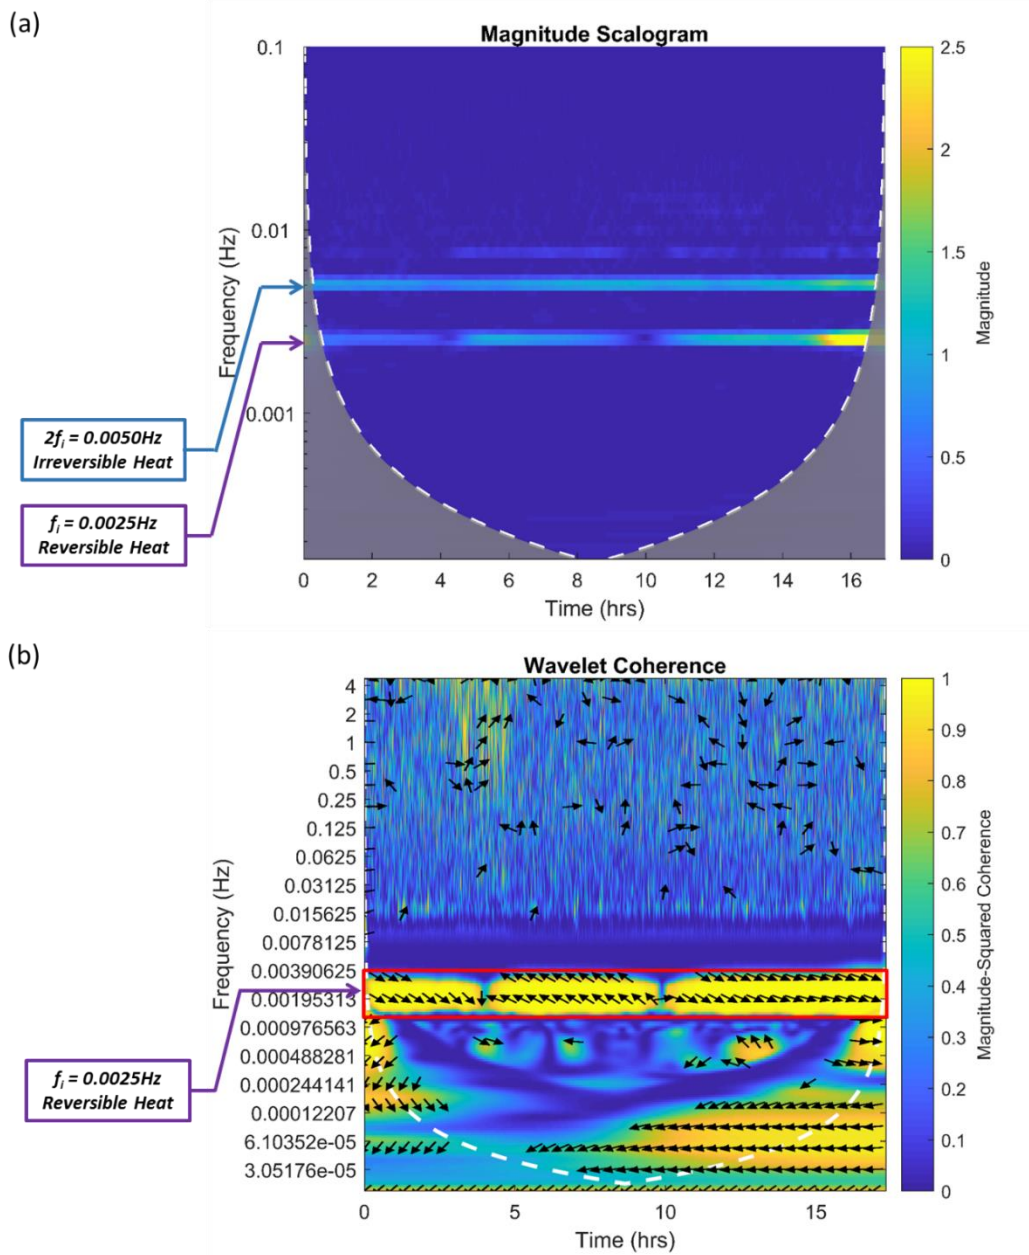 (a)
Magnitude Scalogram
0.1
0.01
0.001
Frequency (Hz)
0 2 4 6 8 10 12 14 16
Time (hrs)
2.5
2
1.5
1
0.5
0
Magnitude
2fi = 0.0050Hz
Irreversible Heat
fi = 0.0025Hz
Reversible Heat
(b)
Wavelet Coherence
4
2
1
0.5
0.25
0.125
0.0625
0.03125
0.015625
0.0078125
0.00390625
0.00195313
0.000976563
0.000488281
0.000244141
0.00012207
6.10352e-05
3.05176e-05
Frequency (Hz)
0 5 10 15
Time (hrs)
1
0.9
0.8
0.7
0.6
0.5
0.4
0.3
0.2
0.1
0
Magnitude-Squared Coherence
fi = 0.0025Hz
Reversible Heat